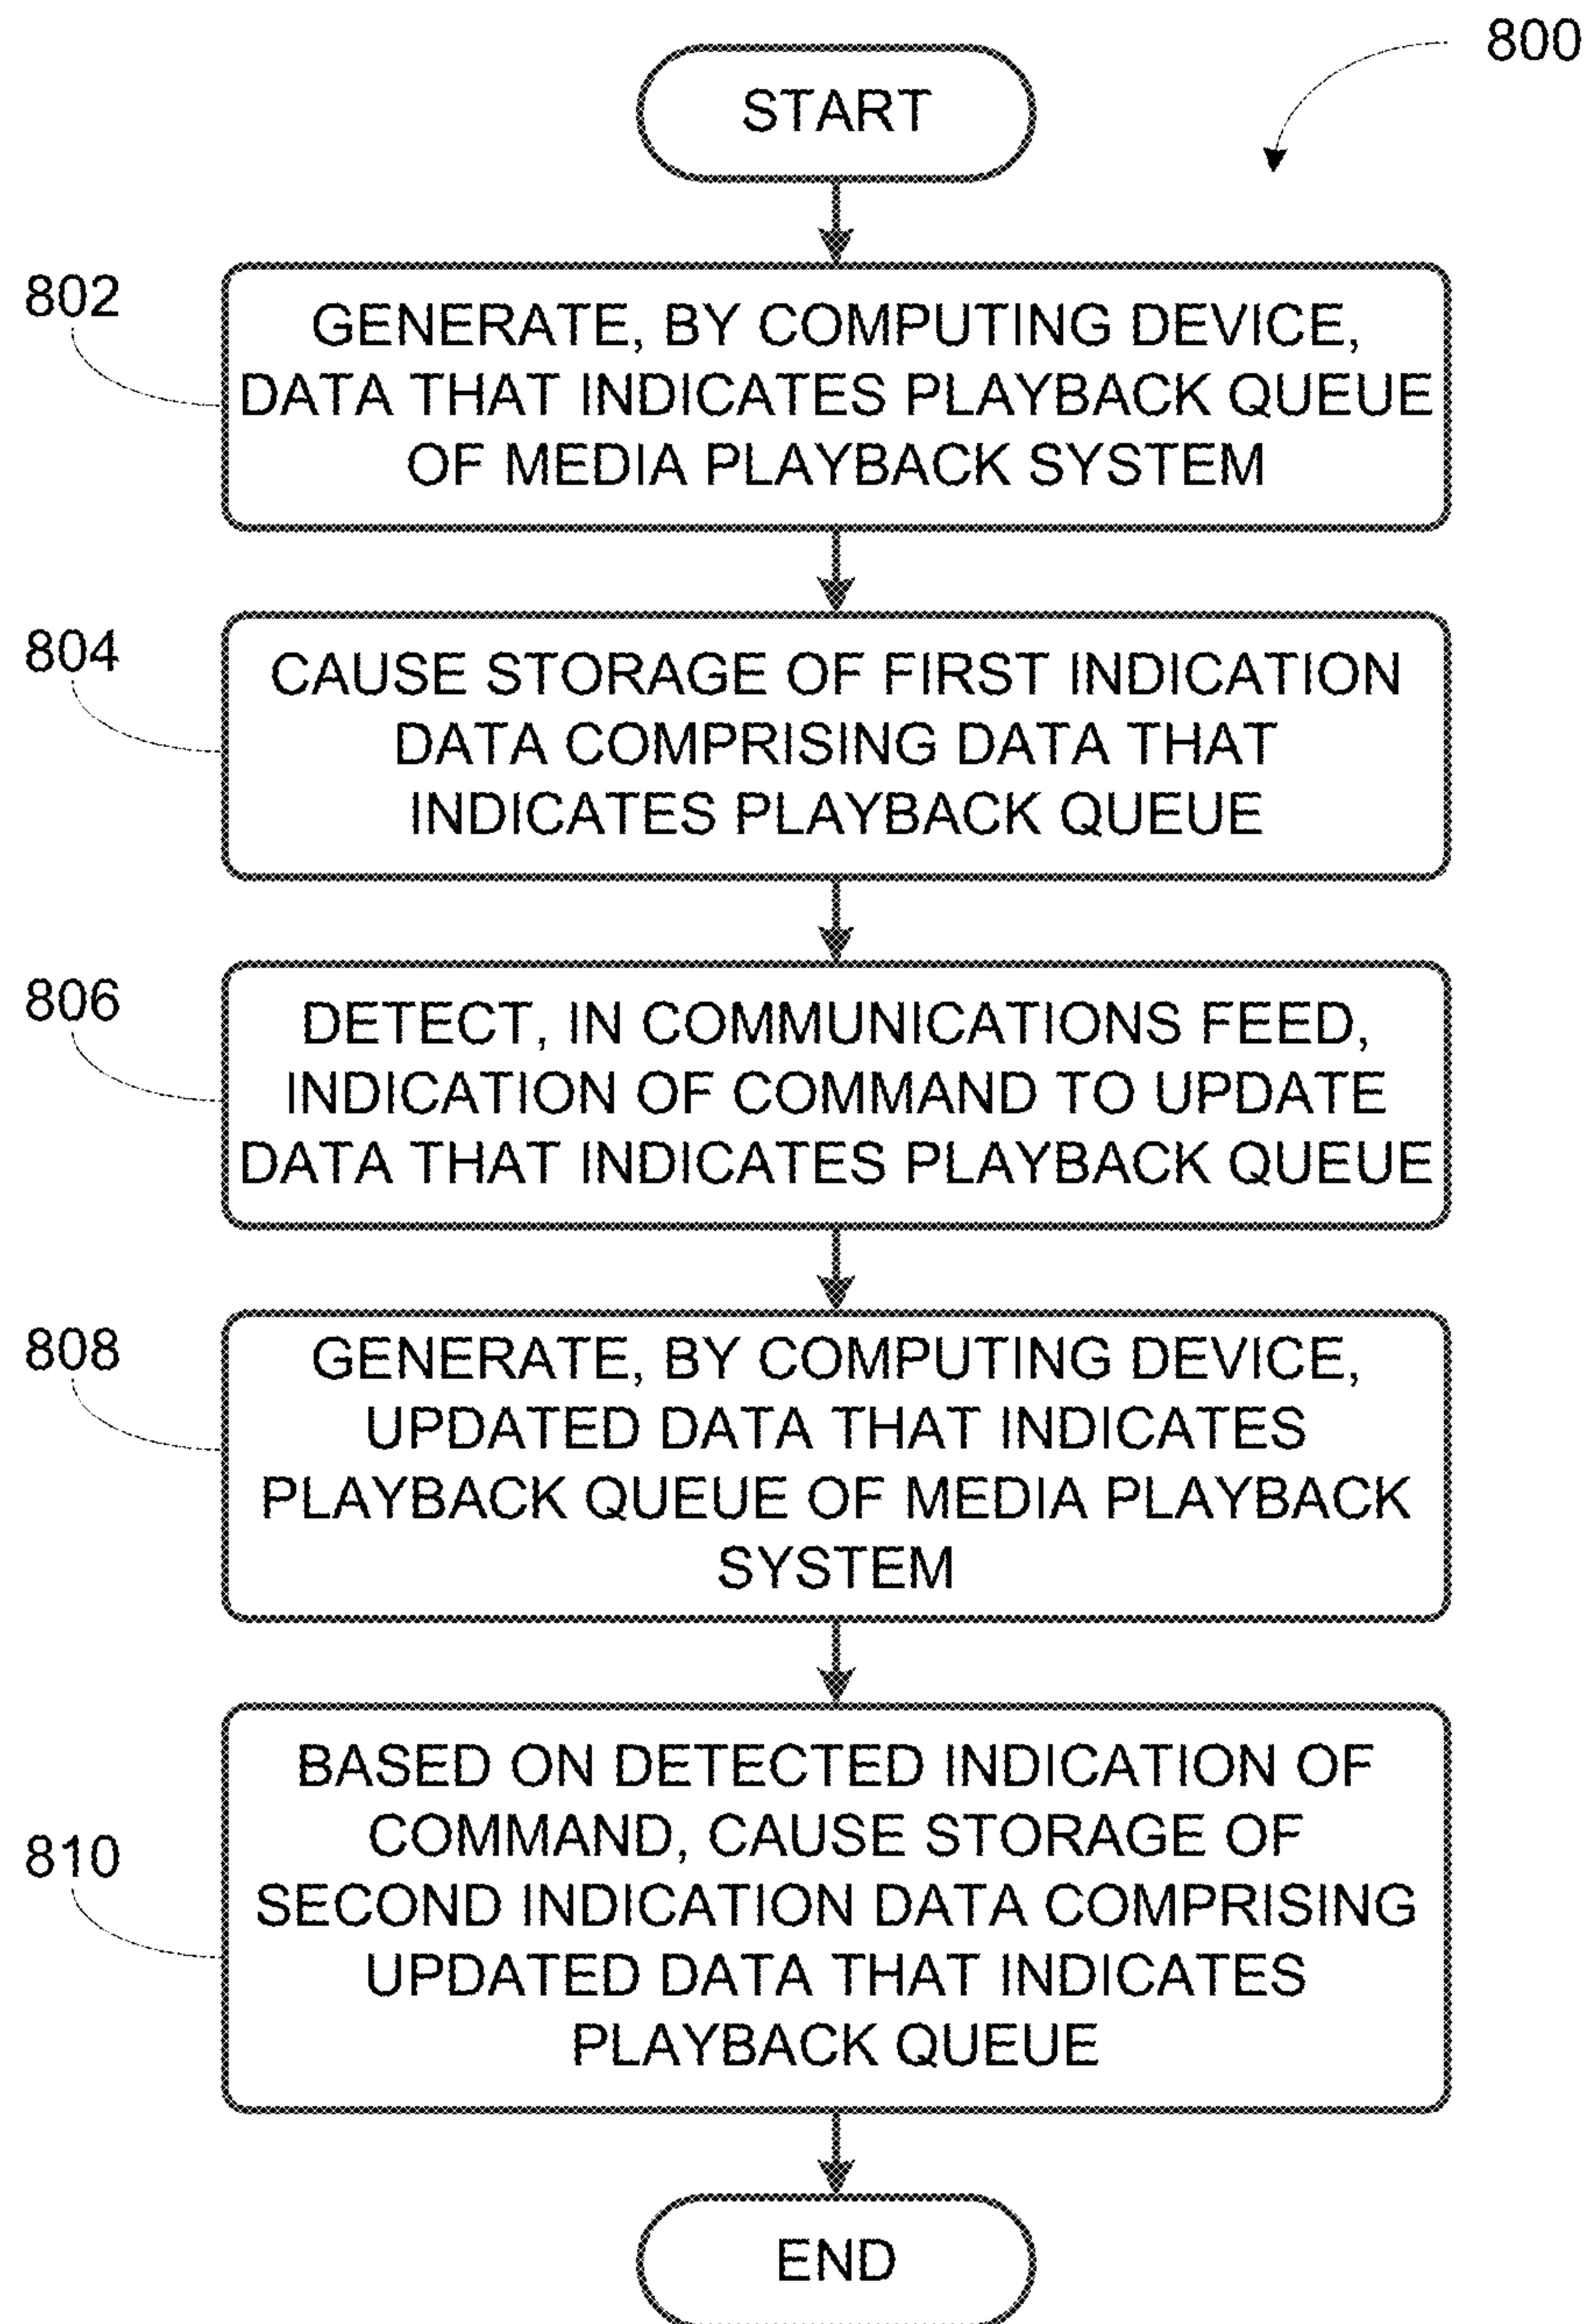 800
START
802
GENERATE, BY COMPUTING DEVICE,
DATA THAT INDICATES PLAYBACK QUEUE
OF MEDIA PLAYBACK SYSTEM
804
CAUSE STORAGE OF FIRST INDICATION
DATA COMPRISING DATA THAT
INDICATES PLAYBACK QUEUE
806
DETECT, IN COMMUNICATIONS FEED,
INDICATION OF COMMAND TO UPDATE
DATA THAT INDICATES PLAYBACK QUEUE
808
GENERATE, BY COMPUTING DEVICE,
UPDATED DATA THAT INDICATES
PLAYBACK QUEUE OF MEDIA PLAYBACK
SYSTEM
810
BASED ON DETECTED INDICATION OF
COMMAND, CAUSE STORAGE OF
SECOND INDICATION DATA COMPRISING
UPDATED DATA THAT INDICATES
PLAYBACK QUEUE
END